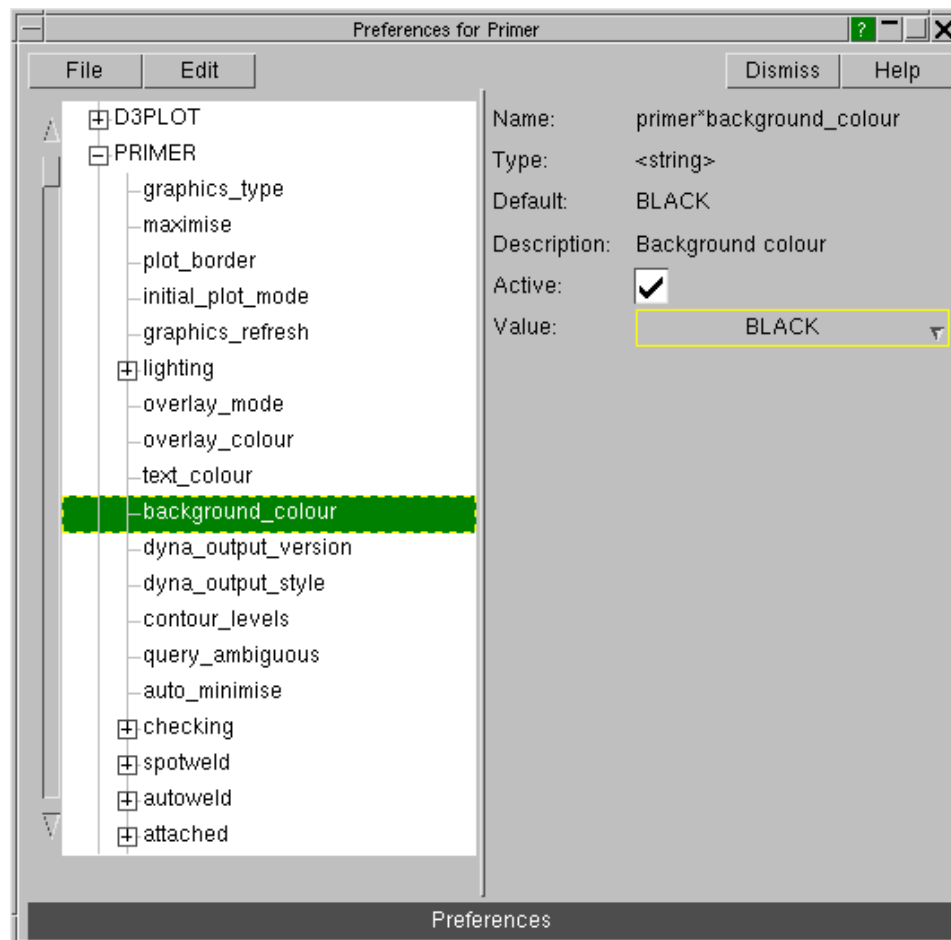 Preferences for Primer
?
File
Edit
Dismiss
Help
D3PLOT
PRIMER
graphics_type
maximise
plot_border
initial_plot_mode
graphics_refresh
lighting
overlay_mode
overlay_colour
text_colour
background_colour
dyna_output_version
dyna_output_style
contour_levels
query_ambiguous
auto_minimise
checking
spotweld
autoweld
attached
Name: primer*background_colour
Type: <string>
Default: BLACK
Description: Background colour
Active:
Value: BLACK
Preferences